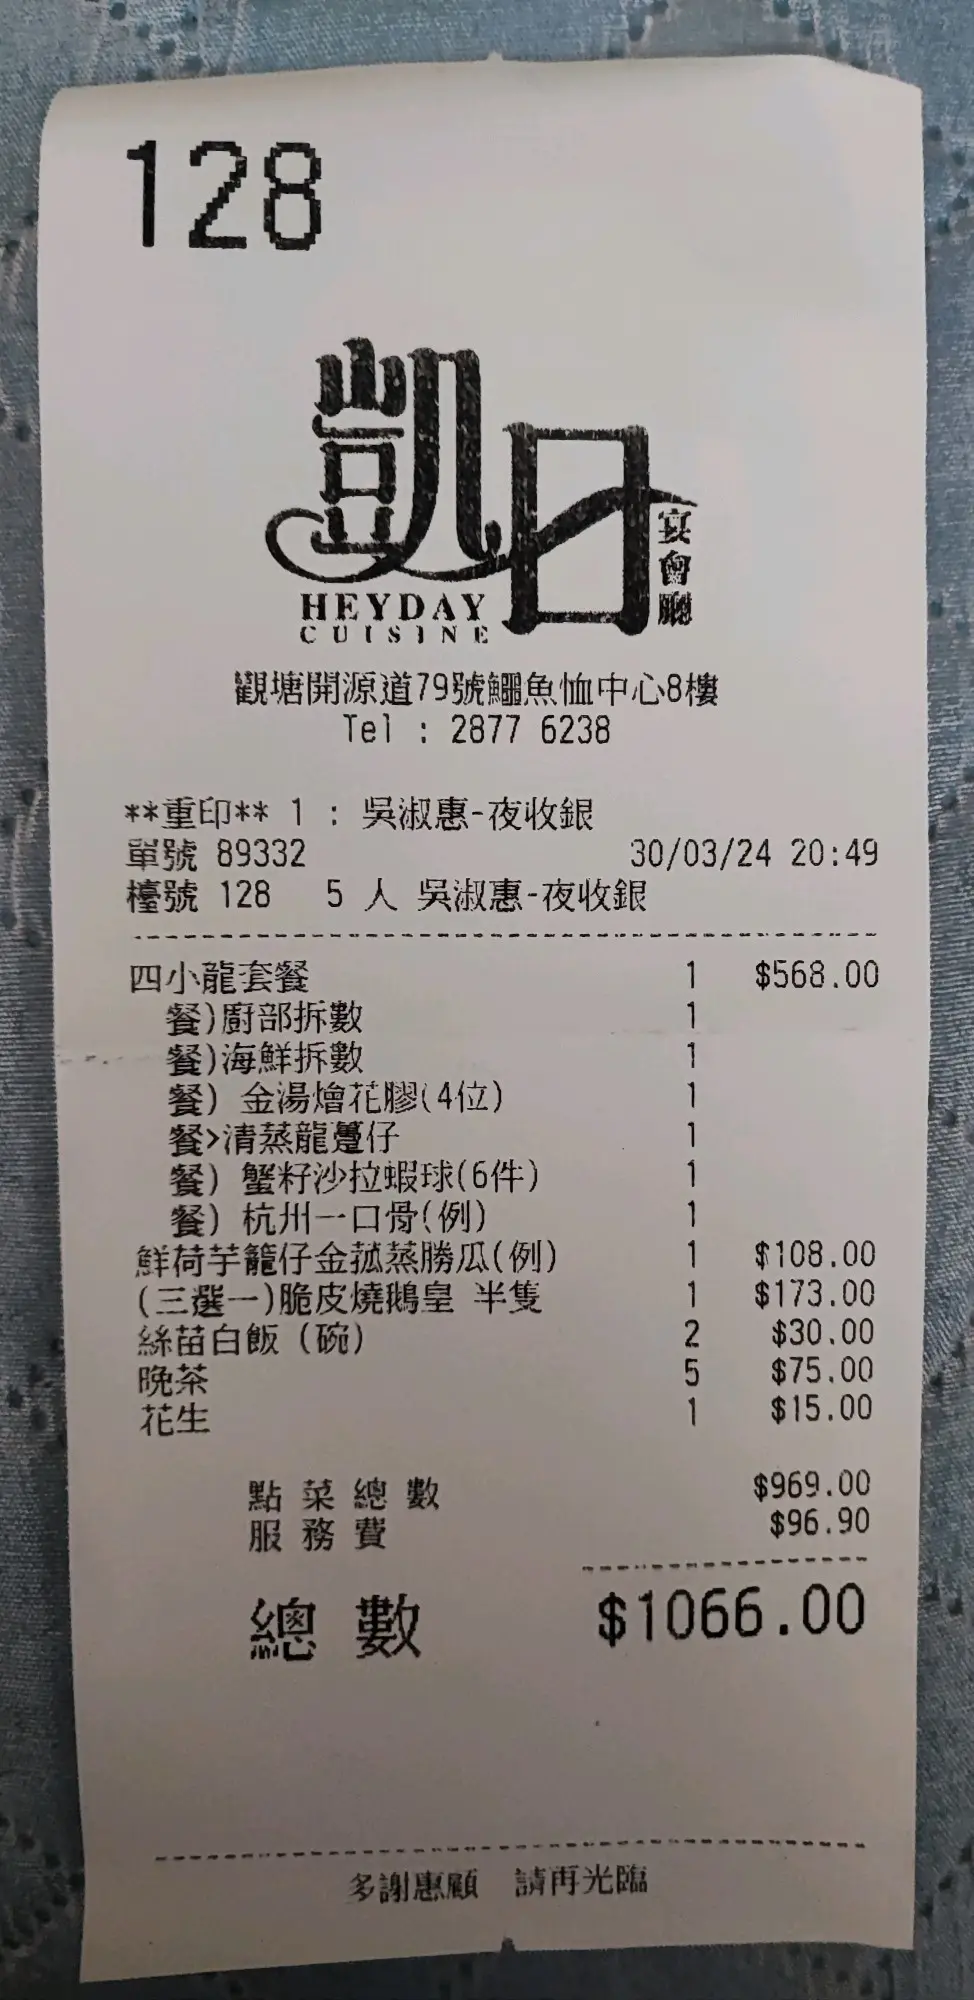 128
凱日
宴會廳
HEYDAY
CUISINE
觀塘開源道79號鱷魚恤中心8樓
Tel : 2877 6238
**重印** 1 : 吳淑惠-夜收銀
單號 89332 30/03/24 20:49
檯號 128 5 人 吳淑惠-夜收銀
四小龍套餐 1 $568.00
餐)廚部拆數 1
餐)海鮮拆數 1
餐) 金湯燴花膠(4位) 1
餐>清蒸龍躉仔 1
餐) 蟹籽沙拉蝦球(6件) 1
餐) 杭州一口骨(例) 1
鮮荷芋籠仔金菰蒸勝瓜(例) 1 $108.00
(三選一)脆皮燒鵝皇 半隻 1 $173.00
絲苗白飯 (碗) 2 $30.00
晚茶 5 $75.00
花生 1 $15.00
點菜總數 $969.00
服務費 $96.90
總數 $1066.00
多謝惠顧 請再光臨